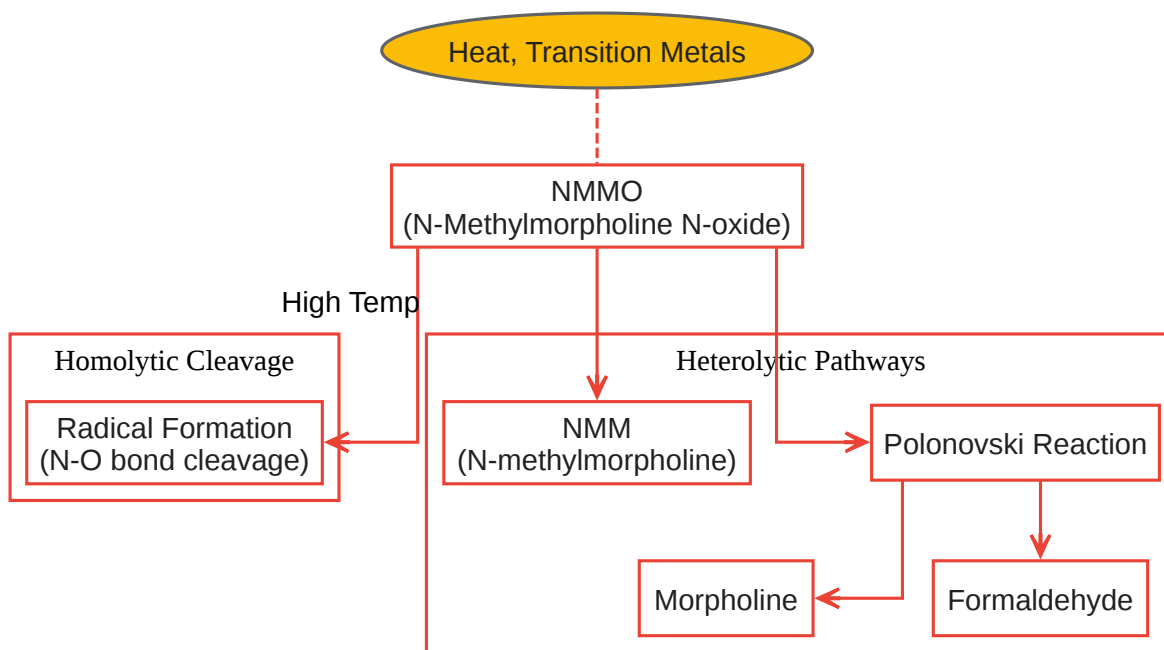 Heat, Transition Metals
NMMO
(N-Methylmorpholine N-oxide)
High Temp
Homolytic Cleavage
Heterolytic Pathways
Radical Formation
(N-O bond cleavage)
NMM
(N-methylmorpholine)
Polonovski Reaction
Morpholine
Formaldehyde